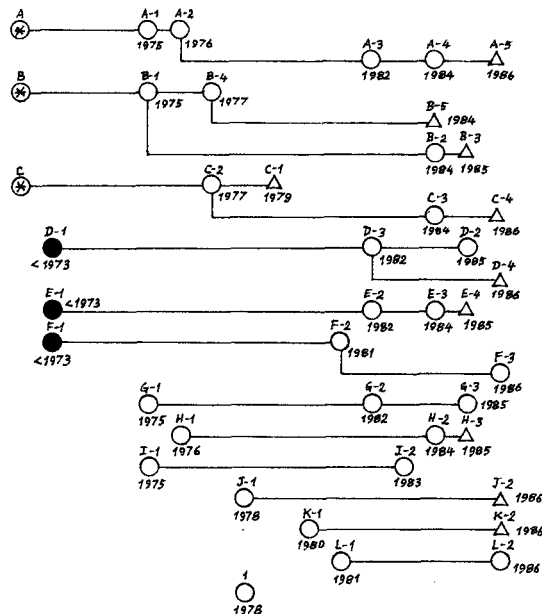 A A-1 A-2
* 1975 1976
A-3 A-4 A-5
1982 1984 1986
B B-1 B-4
* 1975 1977
B-5
1984
B-2 B-3
1984 1985
C C-2 C-1
* 1977 1979
C-3 C-4
1984 1986
D-1 D-3 D-2
<1973 1982 1985
D-4
1986
E-1 <1973 E-2 E-3 E-4
1982 1984 1985
F-1 F-2
<1973 1981
F-3
1986
G-1 G-2 G-3
1975 1982 1985
H-1 H-2 H-3
1976 1984 1985
I-1 I-2
1975 1983
J-1 J-2
1978 1986
K-1 K-2
1980 1986
L-1 L-2
1981 1986
1
1978